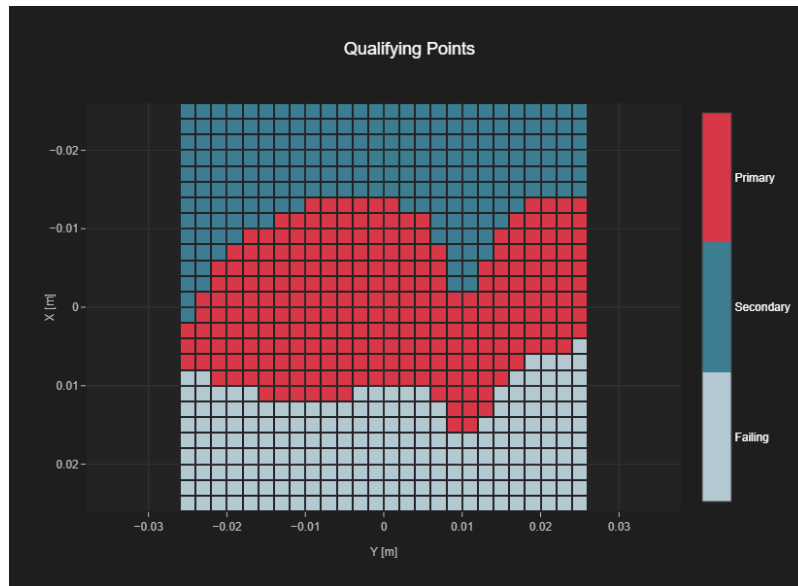 Qualifying Points
−0.02
−0.01
0
0.01
0.02
X [m]
−0.03
−0.02
−0.01
0
0.01
0.02
0.03
Y [m]
Primary
Secondary
Failing